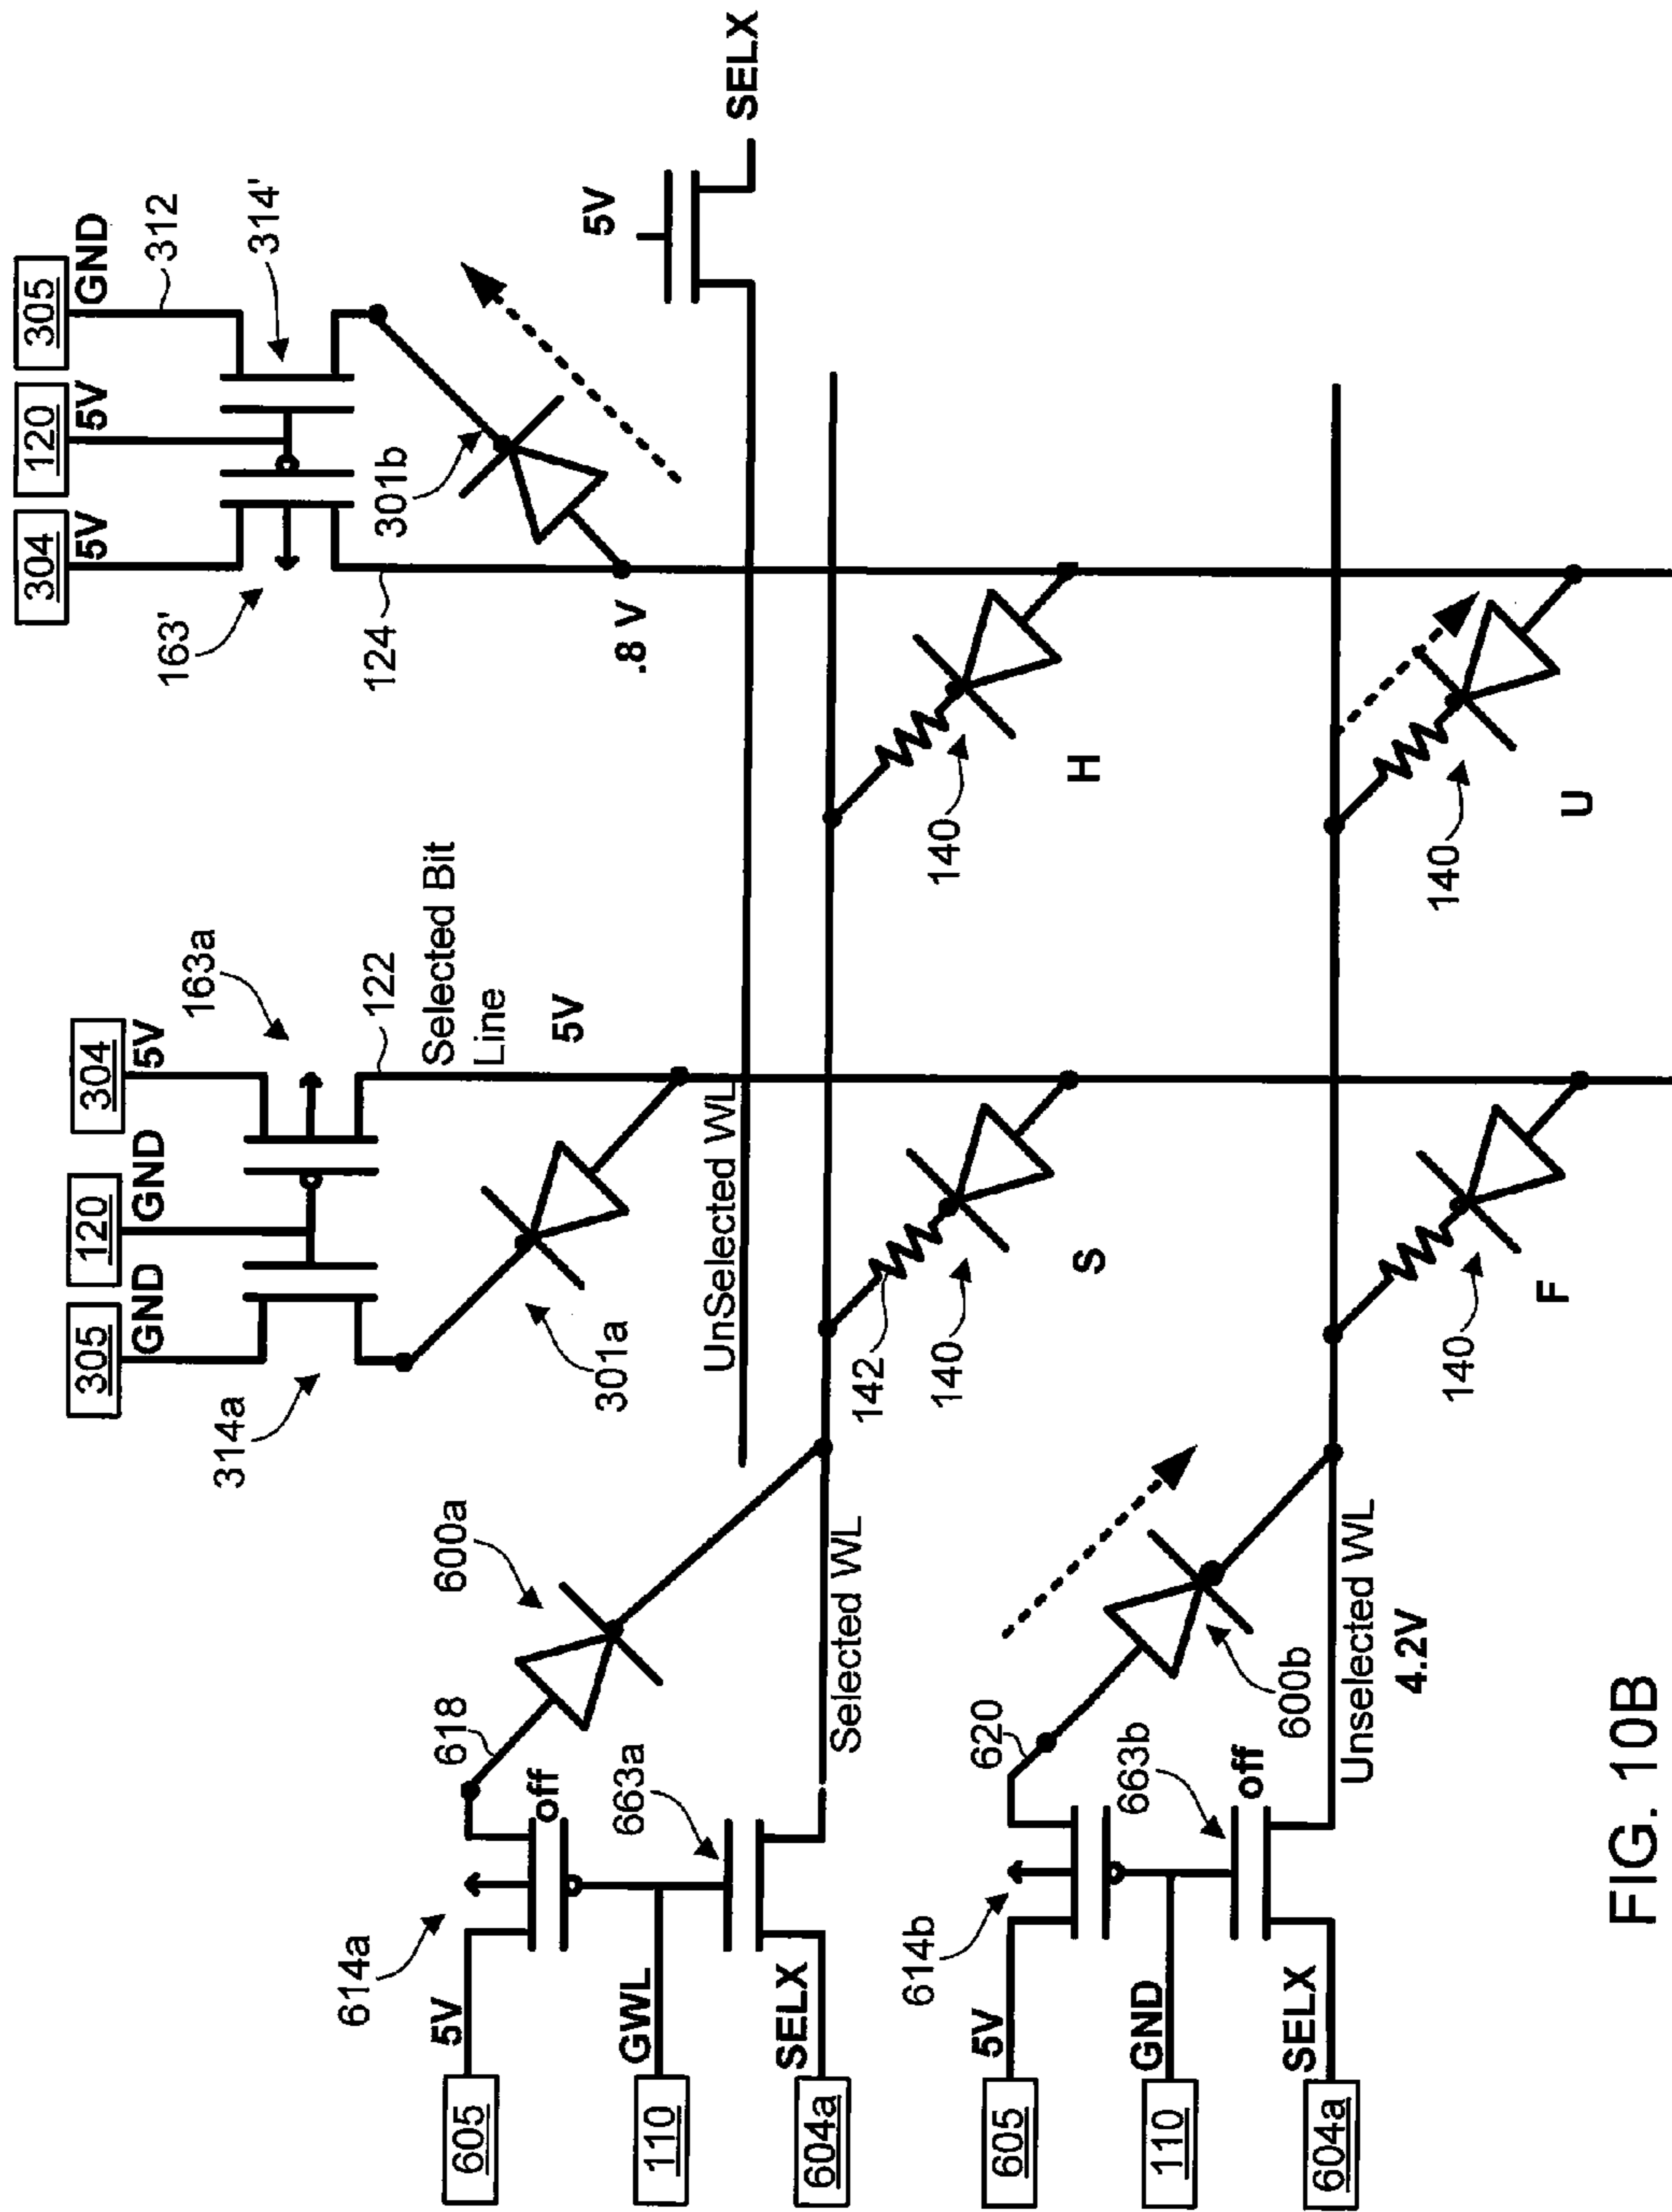 305
GND
120
GND
304
5V
314a
163a
122
Selected Bit
Line
5V
301a
304
5V
120
5V
305
GND
312
314'
163'
124
301b
.8 V
5V
SELX
UnSelected WL
605
5V
614a
off
618
600a
110
GWL
663a
604a
SELX
Selected WL
142
140
S
140
H
605
5V
614b
620
600b
110
GND
663b
off
604a
SELX
Unselected WL
4.2V
140
F
140
U
FIG. 10B